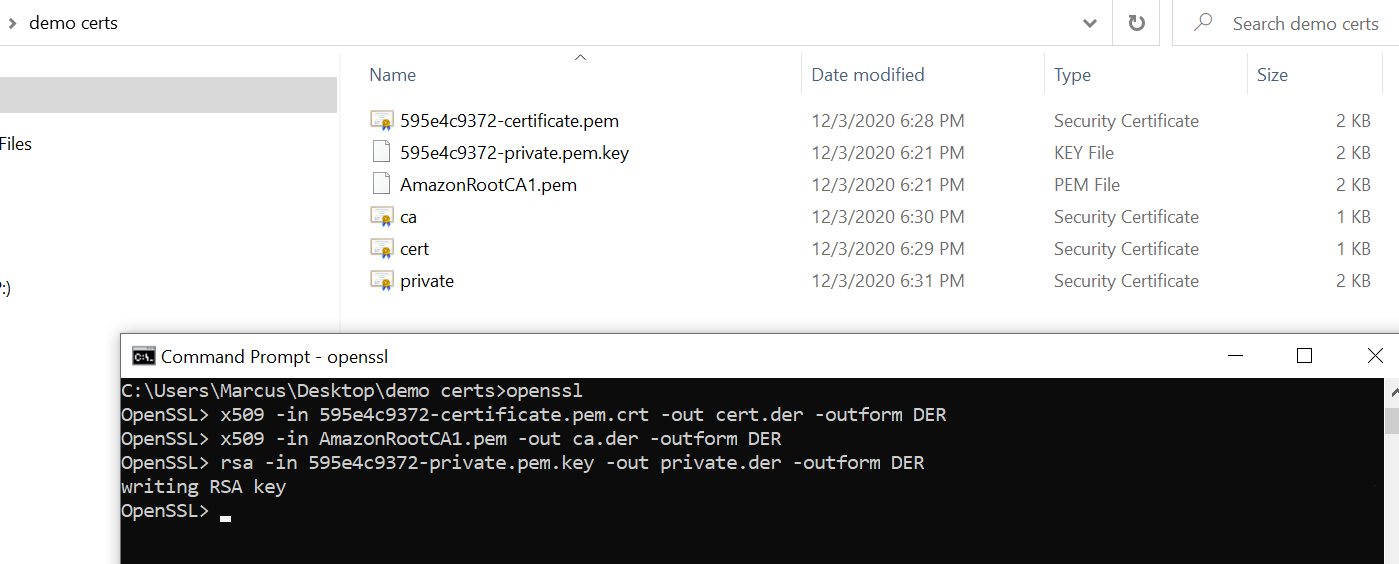 demo certs
Search demo certs
Name Date modified Type Size
595e4c9372-certificate.pem 12/3/2020 6:28 PM Security Certificate 2 KB
Files
595e4c9372-private.pem.key 12/3/2020 6:21 PM KEY File 2 KB
AmazonRootCA1.pem 12/3/2020 6:21 PM PEM File 2 KB
ca 12/3/2020 6:30 PM Security Certificate 1 KB
cert 12/3/2020 6:29 PM Security Certificate 1 KB
private 12/3/2020 6:31 PM Security Certificate 2 KB
:)
Command Prompt - openssl
C:\Users\Marcus\Desktop\demo certs>openssl
OpenSSL> x509 -in 595e4c9372-certificate.pem.crt -out cert.der -outform DER
OpenSSL> x509 -in AmazonRootCA1.pem -out ca.der -outform DER
OpenSSL> rsa -in 595e4c9372-private.pem.key -out private.der -outform DER
writing RSA key
OpenSSL>